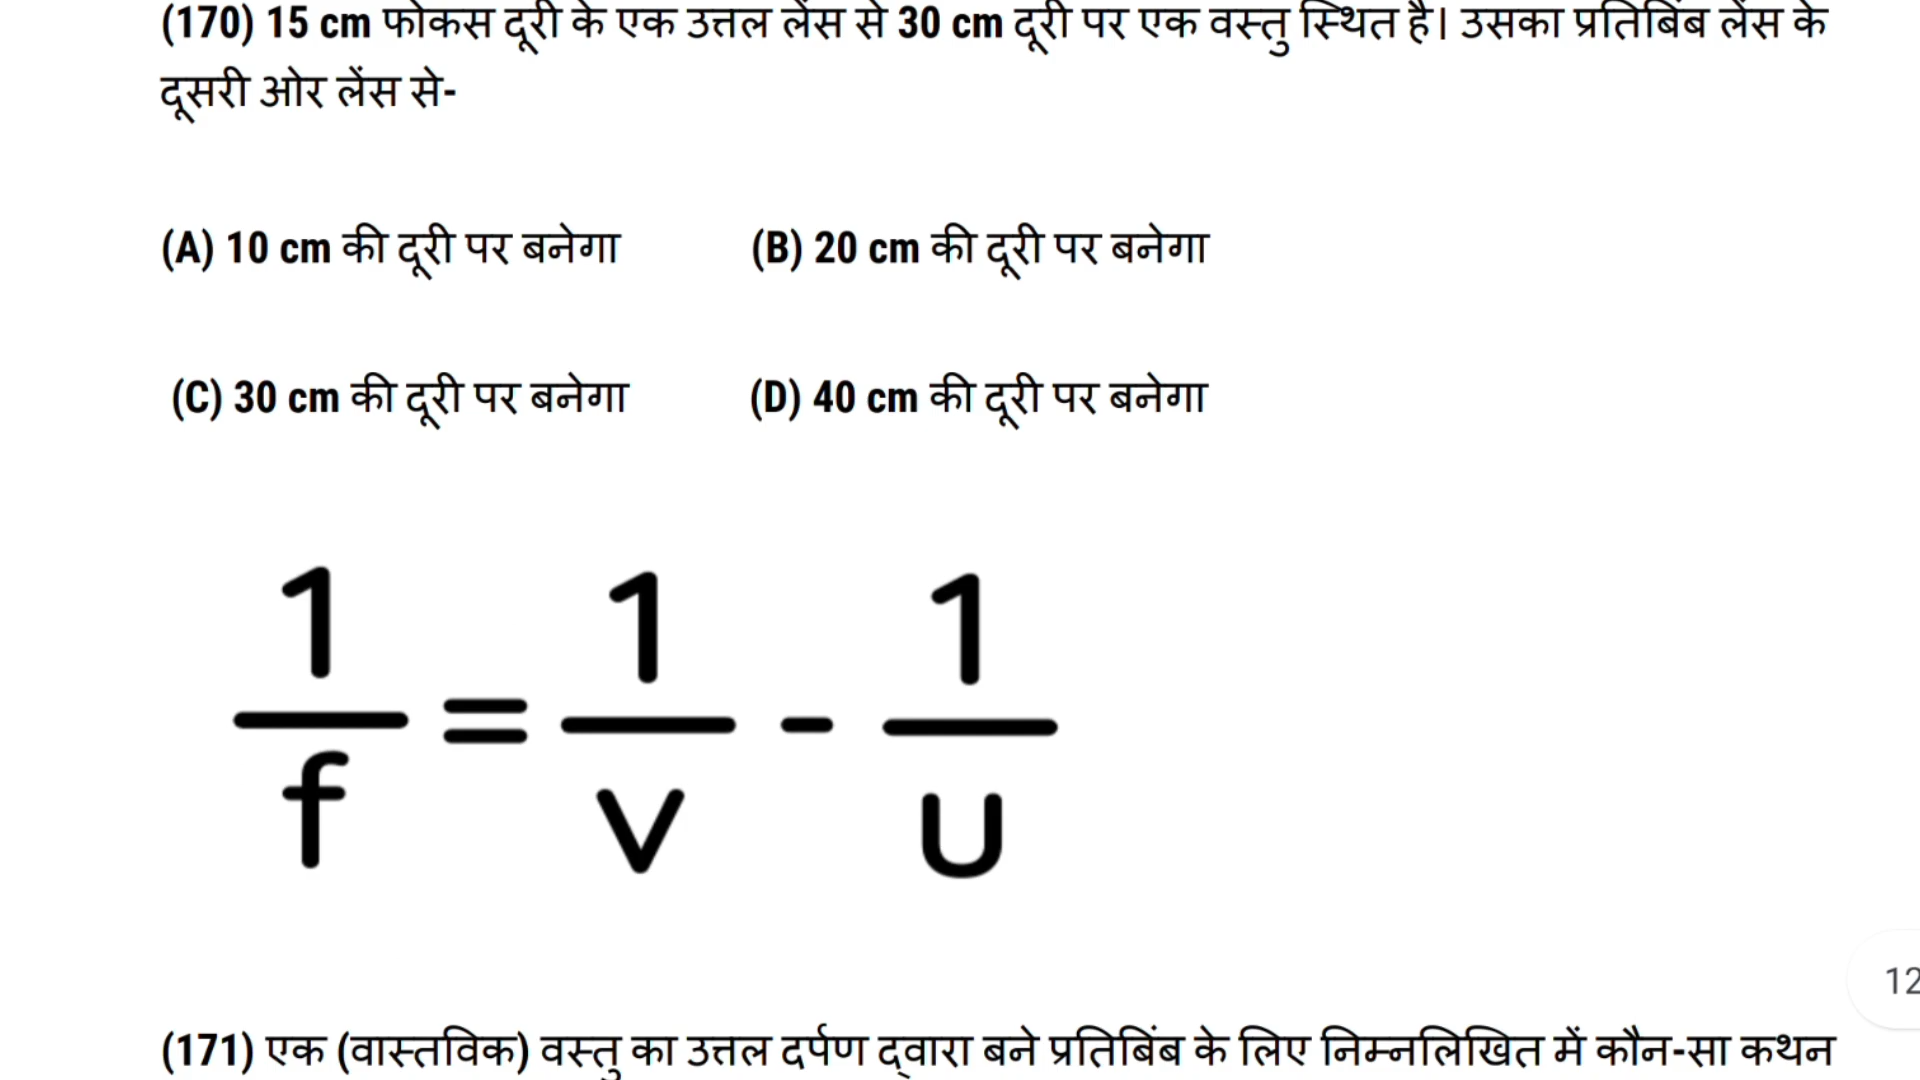 (170) 15 cm फोकस दूरी के एक उत्तल लेंस से 30 cm दूरी पर एक वस्तु स्थित है। उसका प्रतिबिंब लेंस के
दूसरी ओर लेंस से-
(A) 10 cm की दूरी पर बनेगा (B) 20 cm की दूरी पर बनेगा
(C) 30 cm की दूरी पर बनेगा (D) 40 cm की दूरी पर बनेगा
1/f = 1/v - 1/u
12
(171) एक (वास्तविक) वस्तु का उत्तल दर्पण द्वारा बने प्रतिबिंब के लिए निम्नलिखित में कौन-सा कथन